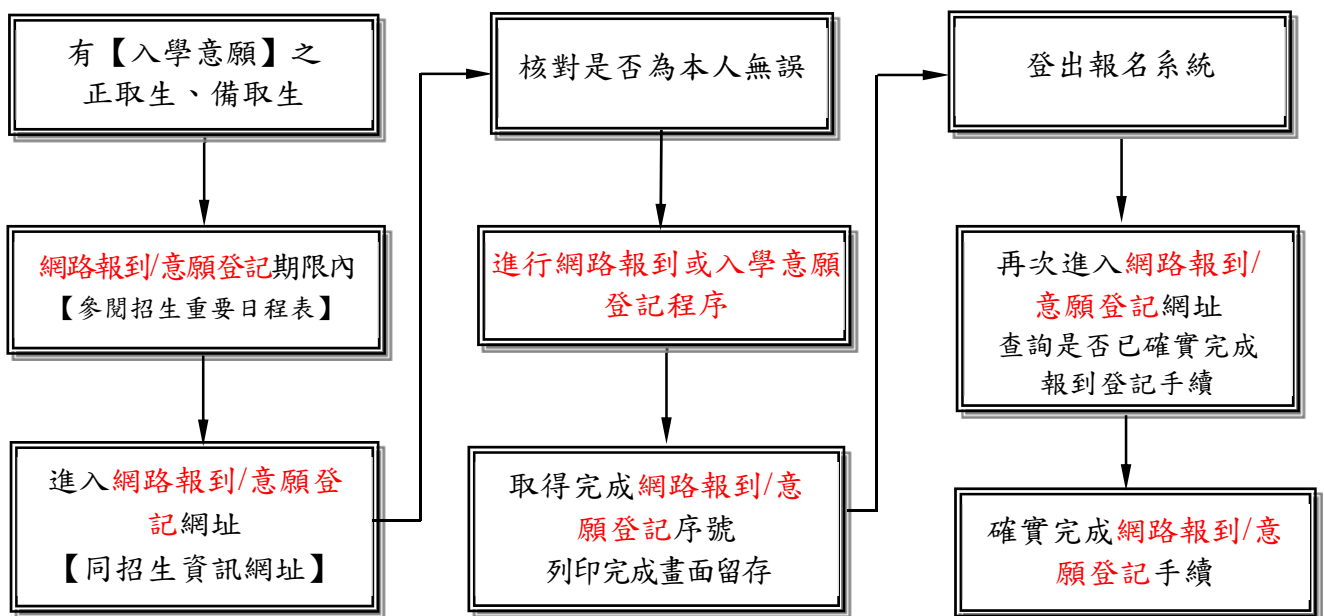 有【入學意願】之
正取生、備取生
網路報到/意願登記期限內
【參閱招生重要日程表】
進入網路報到/意願登
記網址
【同招生資訊網址】
核對是否為本人無誤
進行網路報到或入學意願
登記程序
取得完成網路報到/意
願登記序號
列印完成畫面留存
登出報名系統
再次進入網路報到/
意願登記網址
查詢是否已確實完成
報到登記手續
確實完成網路報到/意
願登記手續